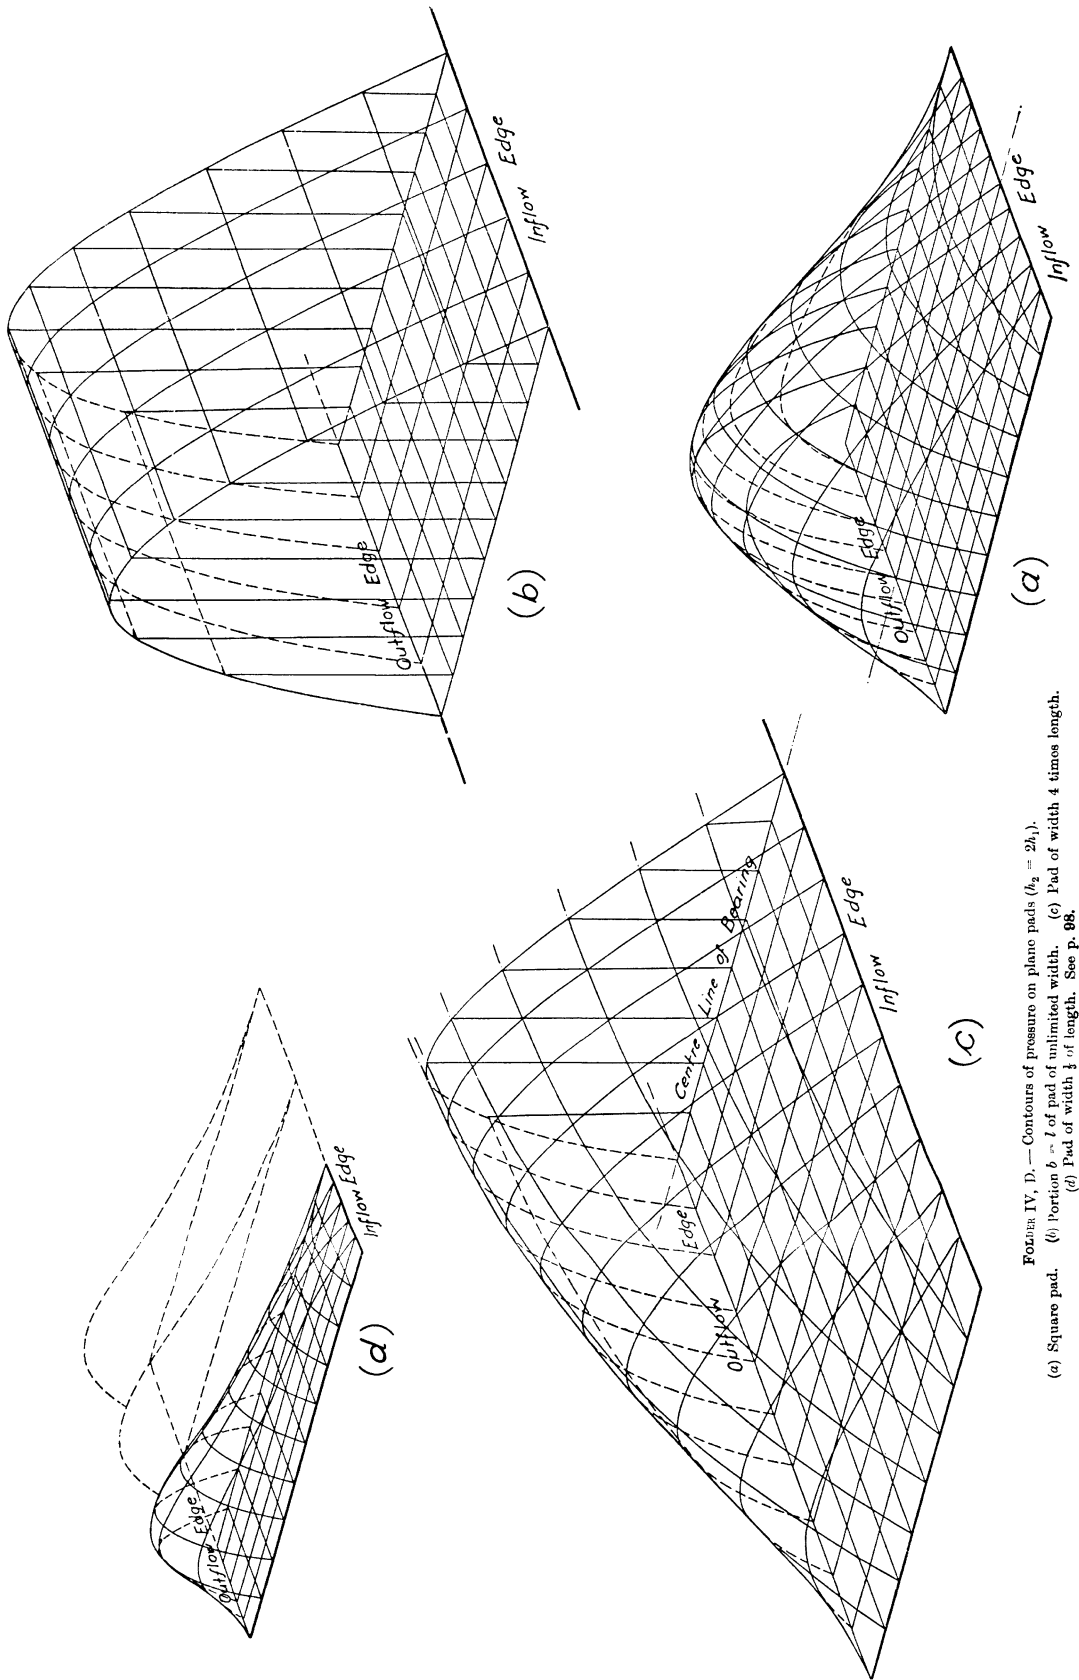 Outflow Edge
Inflow Edge
(d)
Outflow Edge
Inflow Edge
(b)
Outflow
Edge
Centre Line of Bearing
Inflow
Edge
(c)
Outflow Edge
Inflow Edge
(a)
FOLDER IV, D.—Contours of pressure on plane pads (h₂ = 2h₁).
(a) Square pad. (b) Portion b = l of pad of unlimited width. (c) Pad of width 4 times length.
(d) Pad of width of length. See p. 98.